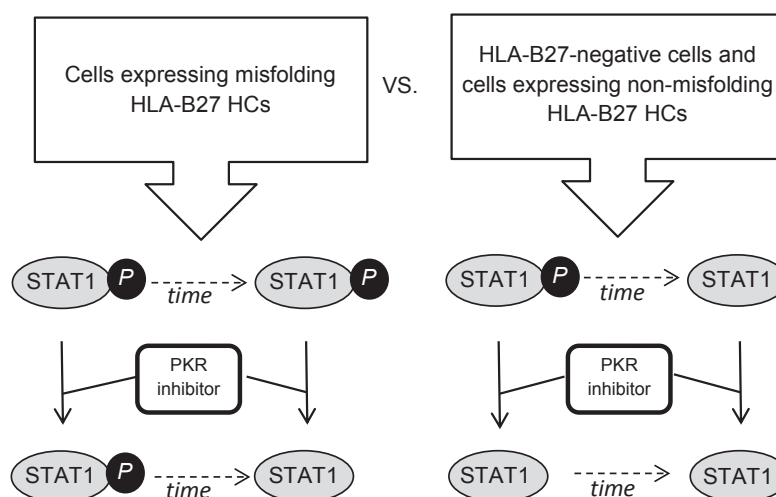 Cells expressing misfolding
HLA-B27 HCs
VS.
HLA-B27-negative cells and
cells expressing non-misfolding
HLA-B27 HCs
STAT1 P time STAT1 P
STAT1 P time STAT1
PKR
inhibitor
PKR
inhibitor
STAT1 P time STAT1
STAT1 time STAT1